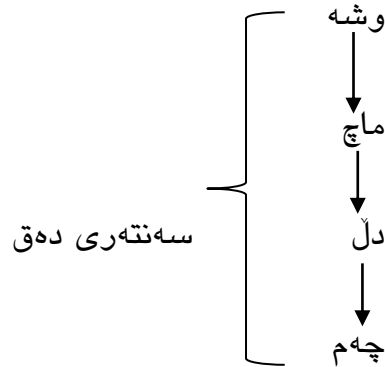 وشە
ماچ
سەنتەری دەق
دڵ
چەم